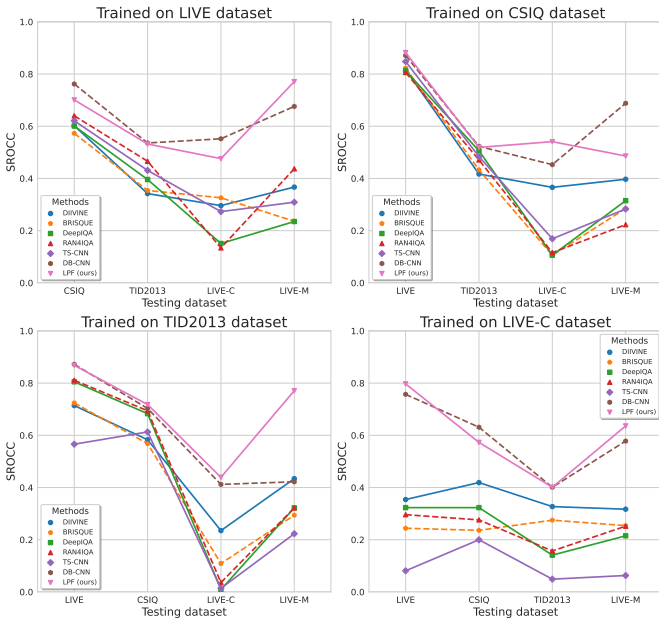 Trained on LIVE dataset
1.0
0.8
0.6
0.4
0.2
0.0
SROCC
Methods
DIIVINE
BRISQUE
DeepIQA
RAN4IQA
TS-CNN
DB-CNN
LPF (ours)
CSIQ TID2013 LIVE-C LIVE-M
Testing dataset
Trained on CSIQ dataset
1.0
0.8
0.6
0.4
0.2
0.0
SROCC
Methods
DIIVINE
BRISQUE
DeepIQA
RAN4IQA
TS-CNN
DB-CNN
LPF (ours)
LIVE TID2013 LIVE-C LIVE-M
Testing dataset
Trained on TID2013 dataset
1.0
0.8
0.6
0.4
0.2
0.0
SROCC
Methods
DIIVINE
BRISQUE
DeepIQA
RAN4IQA
TS-CNN
DB-CNN
LPF (ours)
LIVE CSIQ LIVE-C LIVE-M
Testing dataset
Trained on LIVE-C dataset
1.0
0.8
0.6
0.4
0.2
0.0
SROCC
Methods
DIIVINE
BRISQUE
DeepIQA
RAN4IQA
TS-CNN
DB-CNN
LPF (ours)
LIVE CSIQ TID2013 LIVE-M
Testing dataset